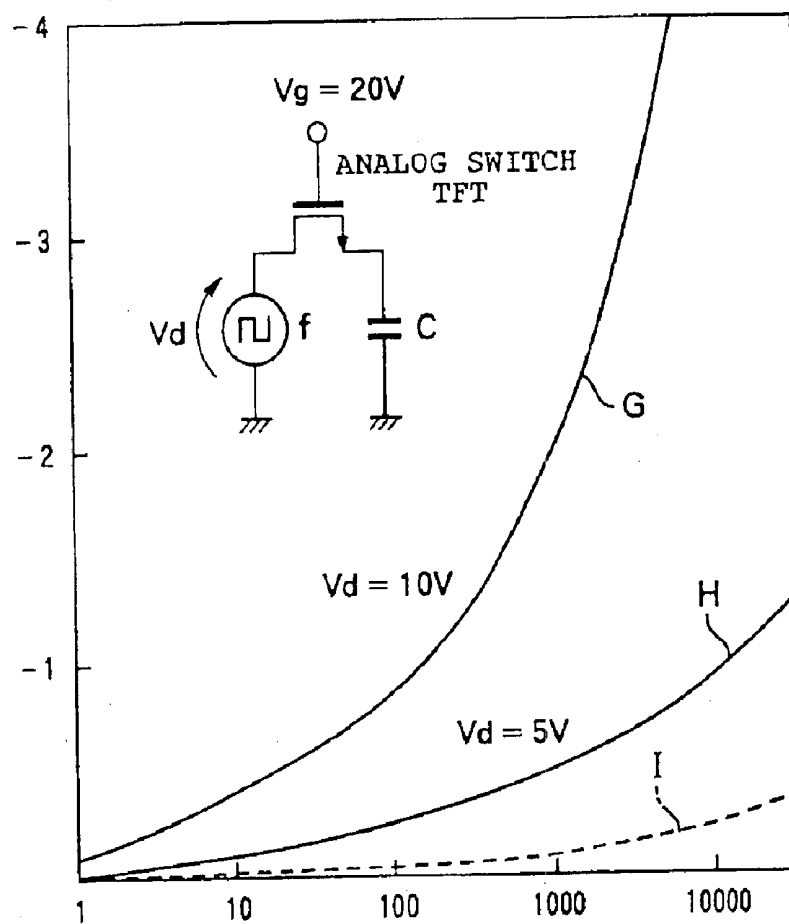 -4
Vg = 20V
ANALOG SWITCH
TFT
-3
Vd
f
C
G
-2
Vd = 10V
H
-1
Vd = 5V
I
1
10
100
1000
10000